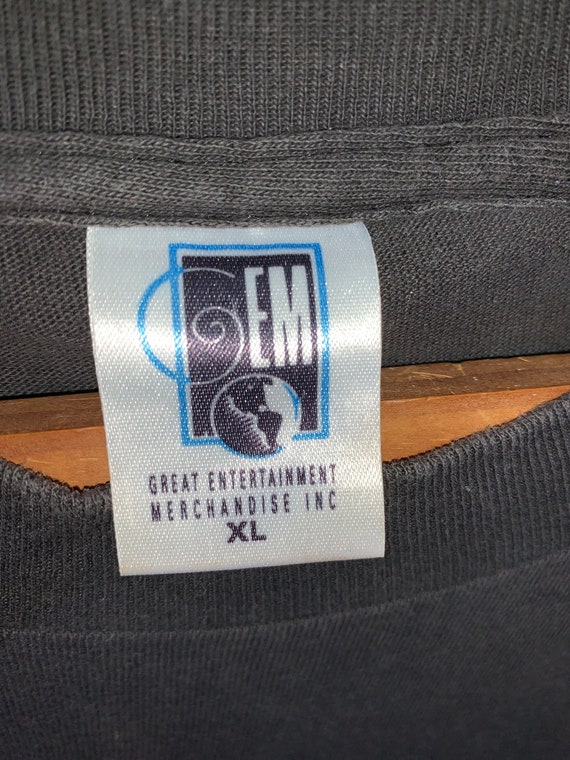 GEM
GREAT ENTERTAINMENT
MERCHANDISE INC
XL